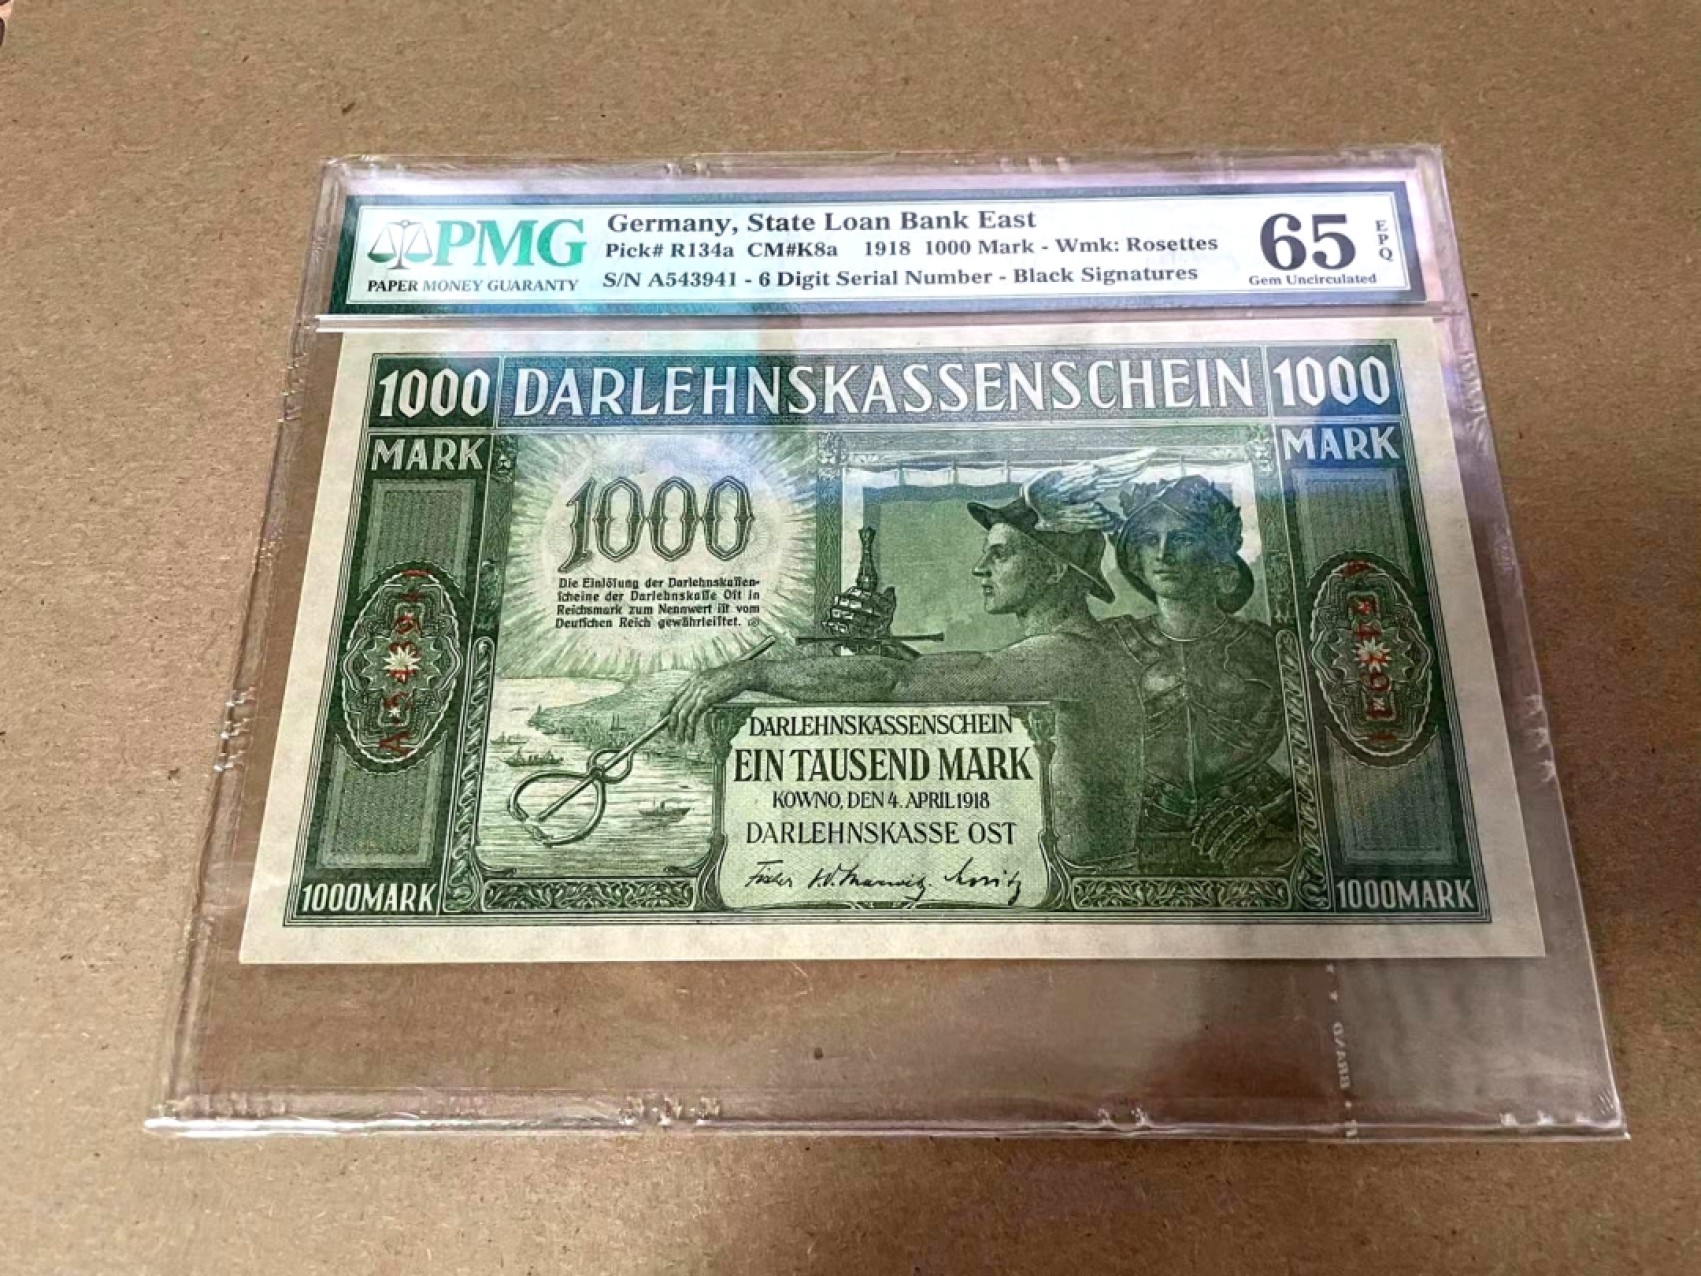 PMG
PAPER MONEY GUARANTY
Germany, State Loan Bank East
Pick# R134a CM#K8a 1918 1000 Mark - Wmk: Rosettes
S/N A543941 - 6 Digit Serial Number - Black Signatures
65 EPQ
Gem Uncirculated
1000 DARLEHNSKASSENSCHEIN 1000
MARK MARK
1000
Die Einlösung der Darlehnskassen-
scheine der Darlehnskasse Ost in
Reichsmark zum Nennwert ist vom
Deutschen Reich gewährleistet.
DARLEHNSKASSENSCHEIN
EIN TAUSEND MARK
KOWNO, DEN 4. APRIL 1918
DARLEHNSKASSE OST
1000MARK 1000MARK